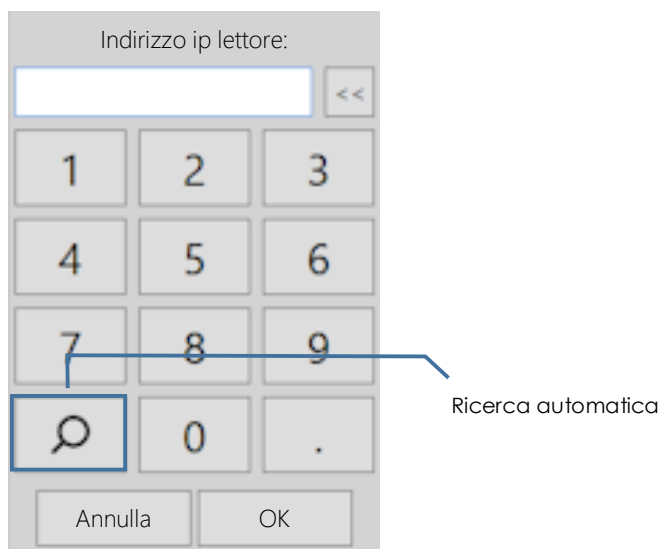 Indirizzo ip lettore:
<<
1 2 3
4 5 6
7 8 9
0 .
Ricerca automatica
Annulla OK